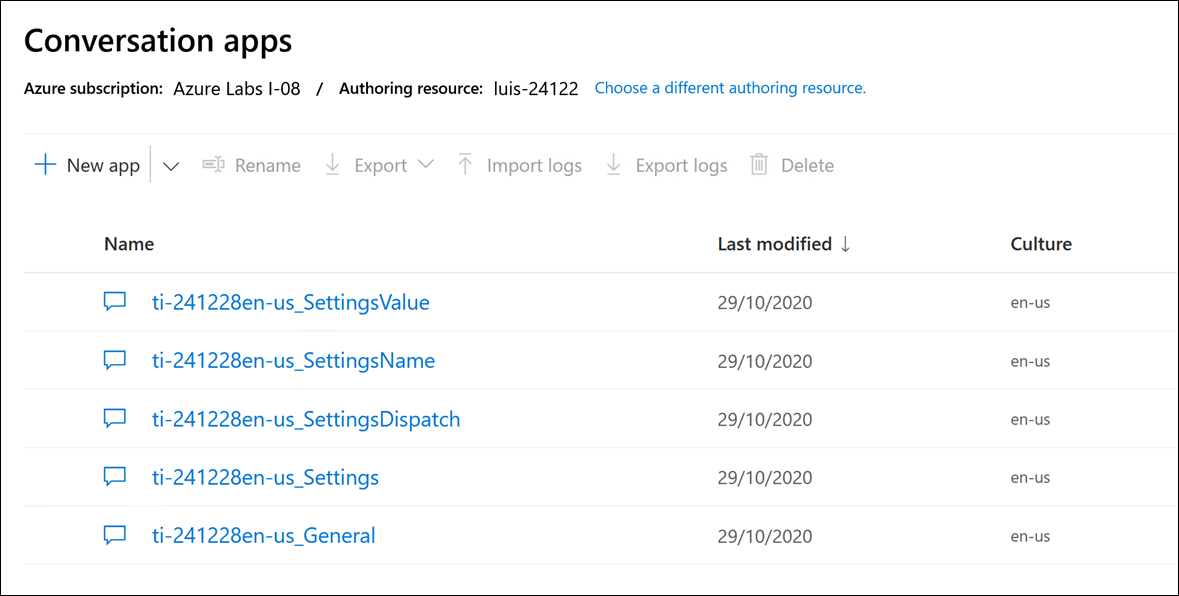 Conversation apps
Azure subscription: Azure Labs I-08 / Authoring resource: luis-24122 Choose a different authoring resource.
New app Rename Export Import logs Export logs Delete
Name Last modified ↓ Culture
ti-241228en-us_SettingsValue 29/10/2020 en-us
ti-241228en-us_SettingsName 29/10/2020 en-us
ti-241228en-us_SettingsDispatch 29/10/2020 en-us
ti-241228en-us_Settings 29/10/2020 en-us
ti-241228en-us_General 29/10/2020 en-us